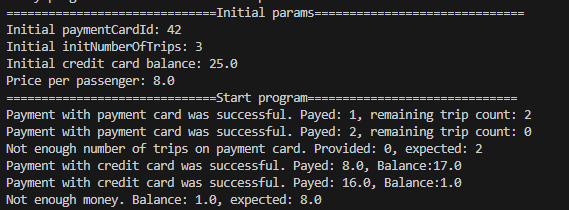 ==============================Initial params==============================
Initial paymentCardId: 42
Initial initNumberOfTrips: 3
Initial credit card balance: 25.0
Price per passenger: 8.0
==============================Start program==============================
Payment with payment card was successful. Payed: 1, remaining trip count: 2
Payment with payment card was successful. Payed: 2, remaining trip count: 0
Not enough number of trips on payment card. Provided: 0, expected: 2
Payment with credit card was successful. Payed: 8.0, Balance:17.0
Payment with credit card was successful. Payed: 16.0, Balance:1.0
Not enough money. Balance: 1.0, expected: 8.0